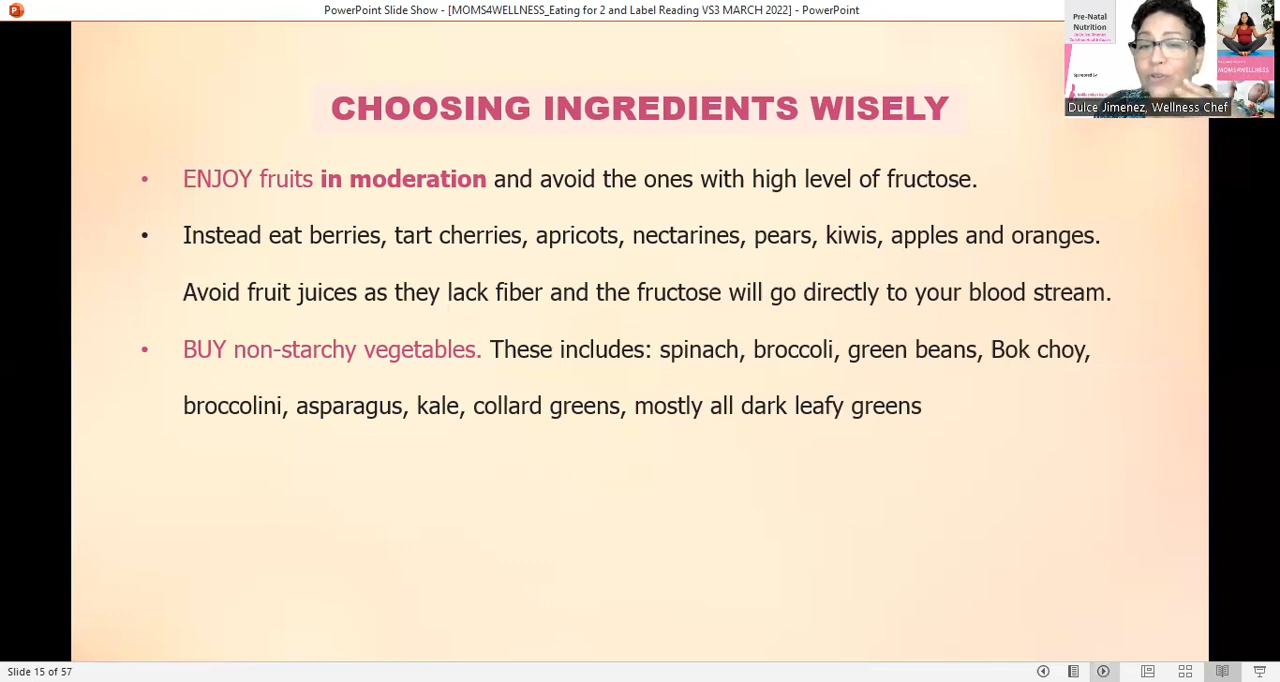 PowerPoint Slide Show - [MOMS4WELLNESS_Eating for 2 and Label Reading VS3 MARCH 2022] - PowerPoint
Pre-Natal
Nutrition
MOMS4WELLNESS
Dulce Jimenez, Wellness Chef
CHOOSING INGREDIENTS WISELY
• ENJOY fruits in moderation and avoid the ones with high level of fructose.
• Instead eat berries, tart cherries, apricots, nectarines, pears, kiwis, apples and oranges.
Avoid fruit juices as they lack fiber and the fructose will go directly to your blood stream.
• BUY non-starchy vegetables. These includes: spinach, broccoli, green beans, Bok choy,
broccolini, asparagus, kale, collard greens, mostly all dark leafy greens
Slide 15 of 57